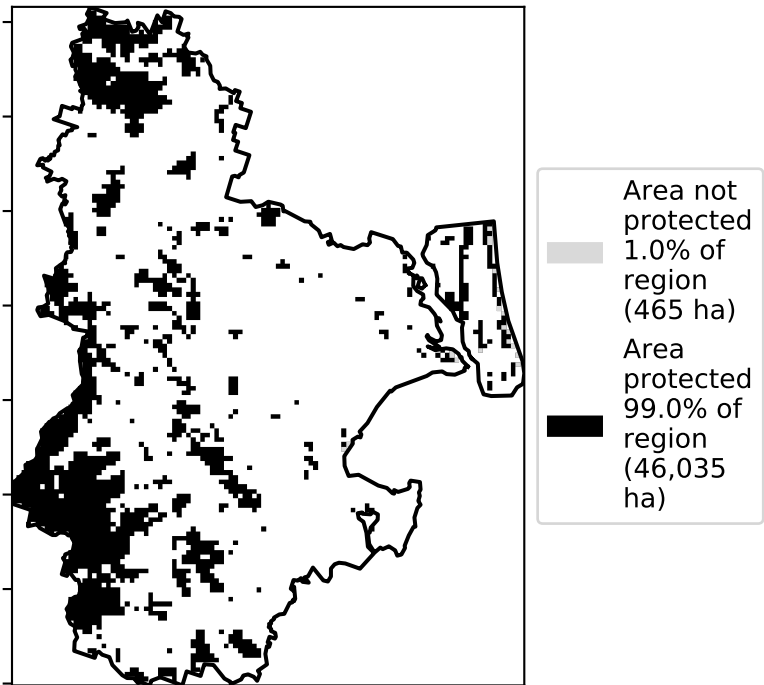 Area not
protected
1.0% of
region
(465 ha)
Area
protected
99.0% of
region
(46,035
ha)